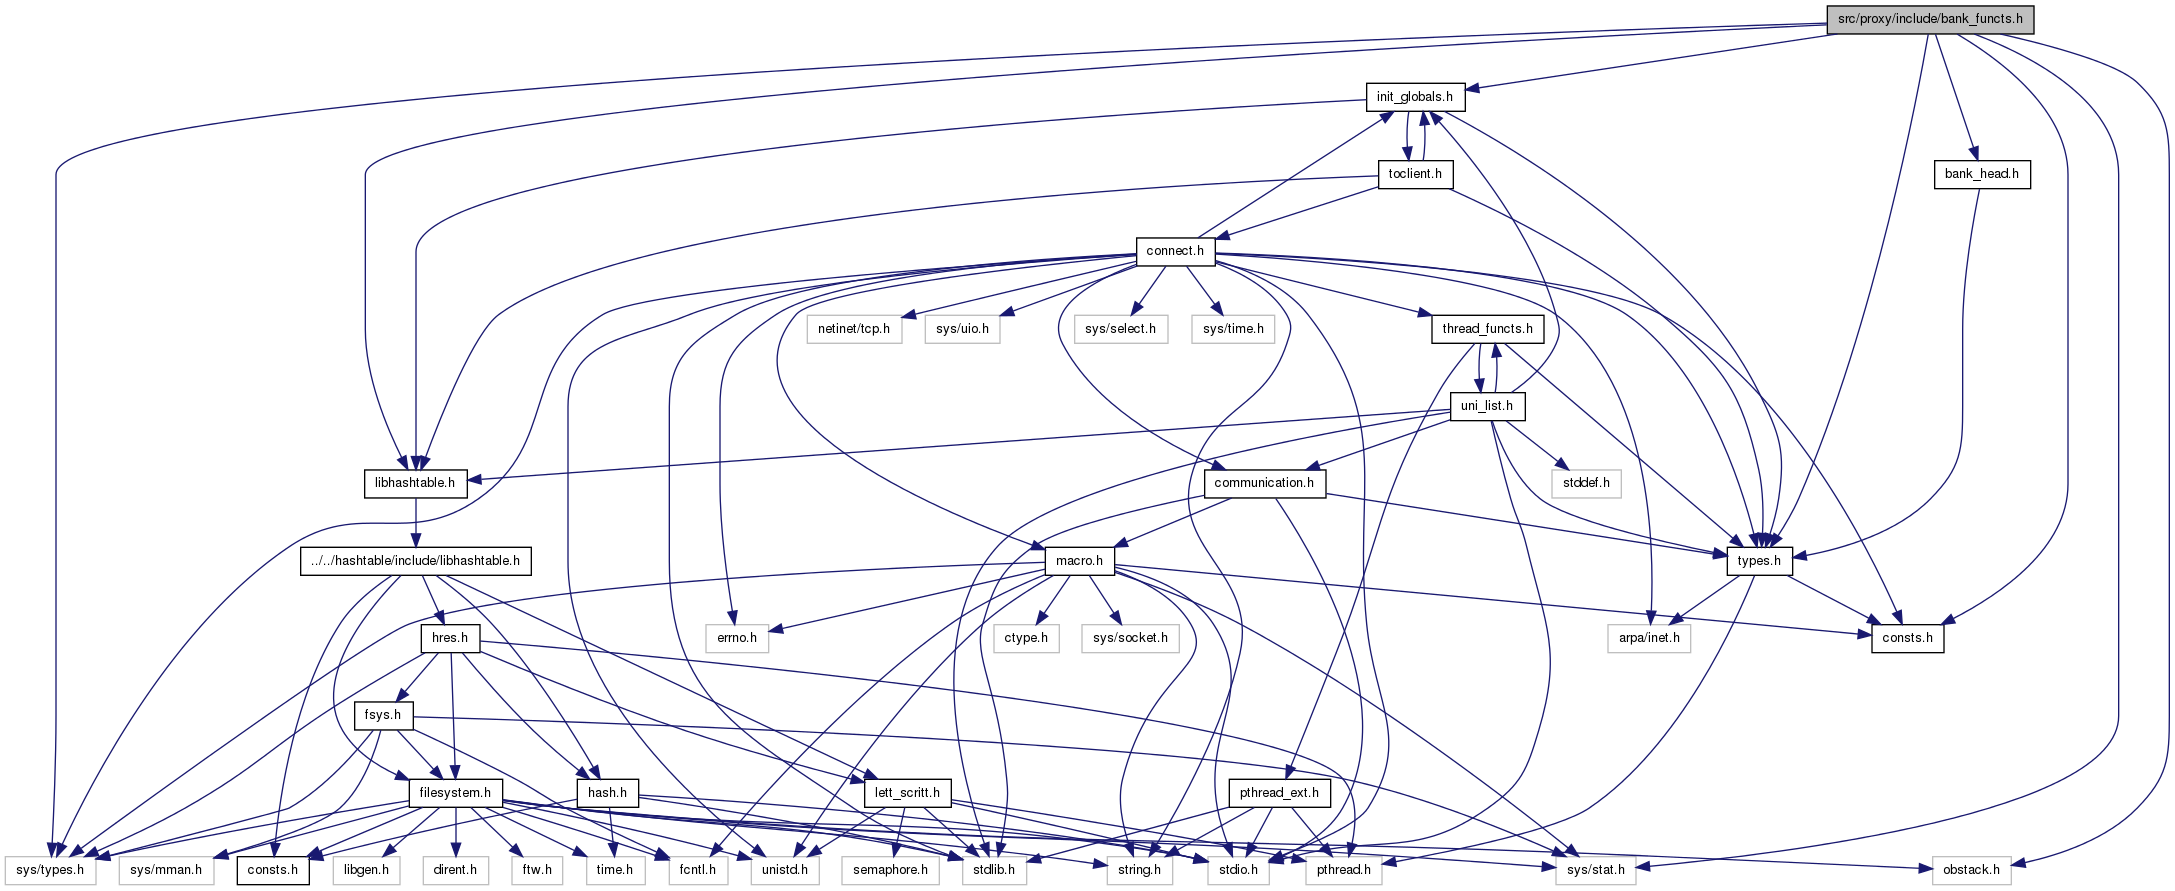 src/proxy/include/bank_functs.h
init_globals.h
toclient.h
bank_head.h
connect.h
netinet/tcp.h
sys/uio.h
sys/select.h
sys/time.h
thread_functs.h
uni_list.h
libhashtable.h
communication.h
stddef.h
../../hashtable/include/libhashtable.h
macro.h
types.h
hres.h
errno.h
ctype.h
sys/socket.h
arpa/inet.h
consts.h
fsys.h
filesystem.h
hash.h
lett_scritt.h
pthread_ext.h
sys/types.h
sys/mman.h
consts.h
libgen.h
dirent.h
ftw.h
time.h
fcntl.h
unistd.h
semaphore.h
stdlib.h
string.h
stdio.h
pthread.h
sys/stat.h
obstack.h